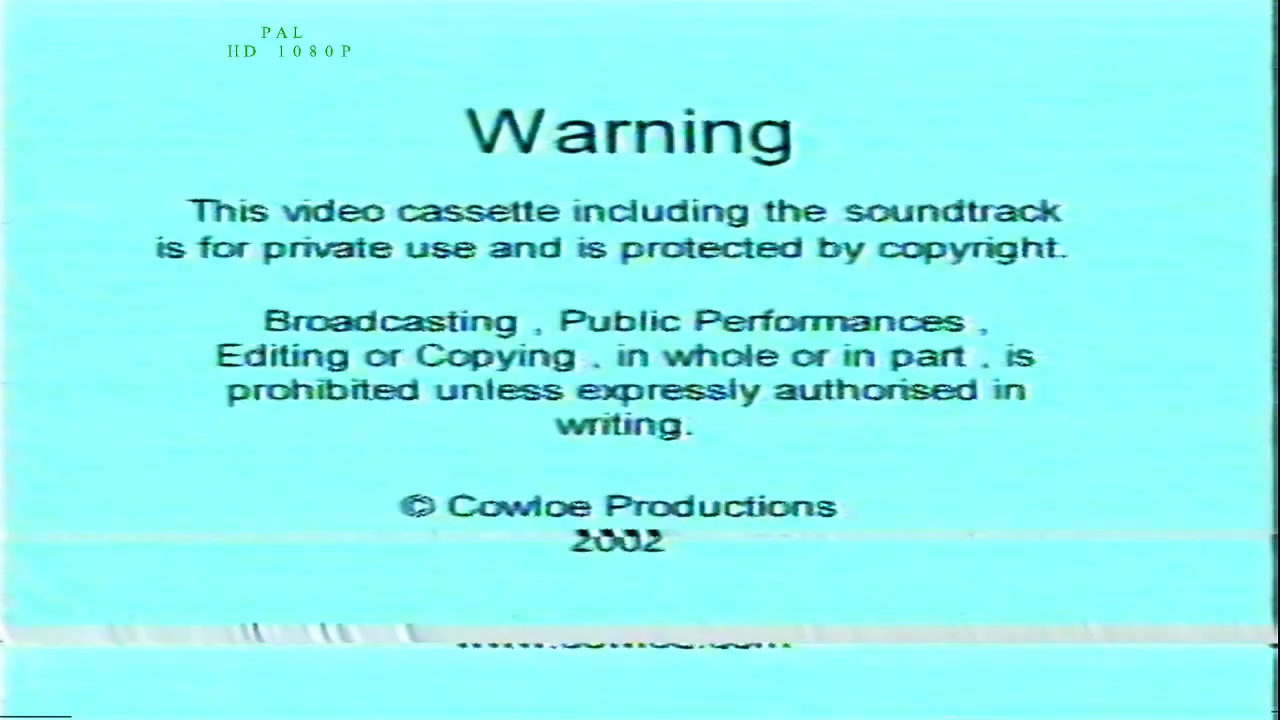 PAL
HD 1080P
Warning
This video cassette including the soundtrack
is for private use and is protected by copyright.
Broadcasting , Public Performances ,
Editing or Copying , in whole or in part , is
prohibited unless expressly authorised in
writing.
© Cowloe Productions
2002